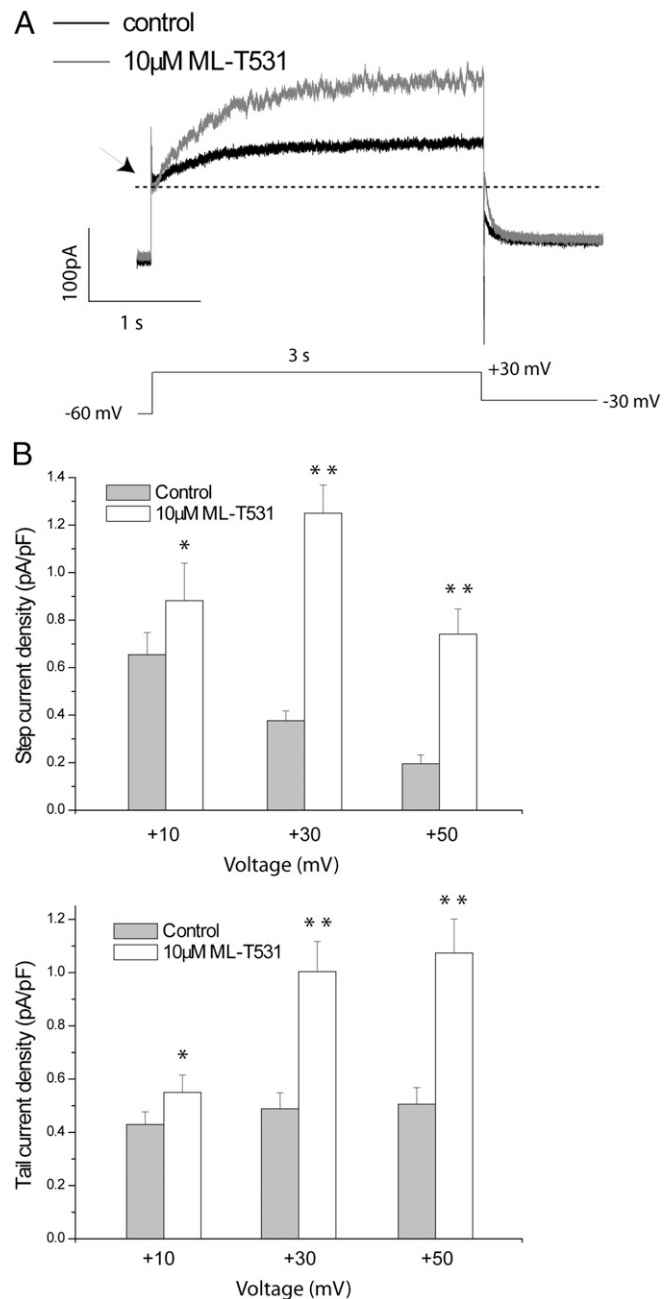 A
control
10µM ML-T531
100pA
1 s
3 s
+30 mV
-60 mV
-30 mV
B
1.4
1.2
1.0
0.8
0.6
0.4
0.2
0.0
Step current density (pA/pF)
Control
10µM ML-T531
*
**
**
+10
+30
+50
Voltage (mV)
1.2
1.0
0.8
0.6
0.4
0.2
0.0
Tail current density (pA/pF)
Control
10µM ML-T531
*
**
**
+10
+30
+50
Voltage (mV)